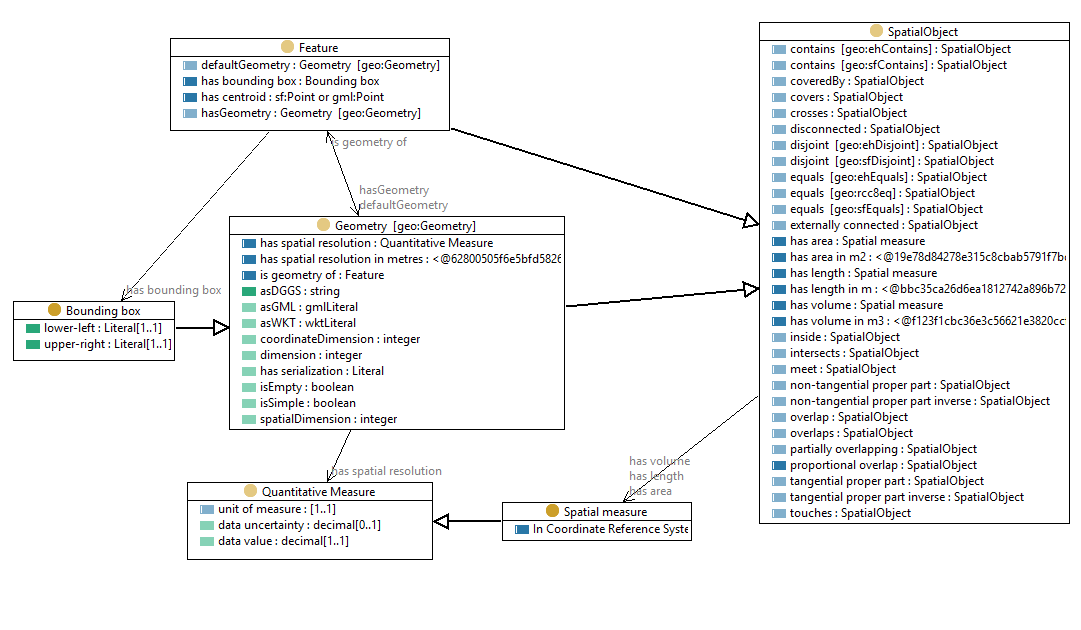 Feature
defaultGeometry : Geometry [geo:Geometry]
has bounding box : Bounding box
has centroid : sf:Point or gml:Point
hasGeometry : Geometry [geo:Geometry]
is geometry of
hasGeometry
defaultGeometry
Geometry [geo:Geometry]
has spatial resolution : Quantitative Measure
has spatial resolution in metres : <@62800505f6e5bfd5826
is geometry of : Feature
asDGGS : string
asGML : gmlLiteral
asWKT : wktLiteral
coordinateDimension : integer
dimension : integer
has serialization : Literal
isEmpty : boolean
isSimple : boolean
spatialDimension : integer
has bounding box
Bounding box
lower-left : Literal[1..1]
upper-right : Literal[1..1]
has spatial resolution
Quantitative Measure
unit of measure : [1..1]
data uncertainty : decimal[0..1]
data value : decimal[1..1]
has volume
has length
has area
Spatial measure
In Coordinate Reference Syste
SpatialObject
contains [geo:ehContains] : SpatialObject
contains [geo:sfContains] : SpatialObject
coveredBy : SpatialObject
covers : SpatialObject
crosses : SpatialObject
disconnected : SpatialObject
disjoint [geo:ehDisjoint] : SpatialObject
disjoint [geo:sfDisjoint] : SpatialObject
equals [geo:ehEquals] : SpatialObject
equals [geo:rcc8eq] : SpatialObject
equals [geo:sfEquals] : SpatialObject
externally connected : SpatialObject
has area : Spatial measure
has area in m2 : <@19e78d84278e315c8cbab5791f7b
has length : Spatial measure
has length in m : <@bbc35ca26d6ea1812742a896b72
has volume : Spatial measure
has volume in m3 : <@f123f1cbc36e3c56621e3820cc
inside : SpatialObject
intersects : SpatialObject
meet : SpatialObject
non-tangential proper part : SpatialObject
non-tangential proper part inverse : SpatialObject
overlap : SpatialObject
overlaps : SpatialObject
partially overlapping : SpatialObject
proportional overlap : SpatialObject
tangential proper part : SpatialObject
tangential proper part inverse : SpatialObject
touches : SpatialObject